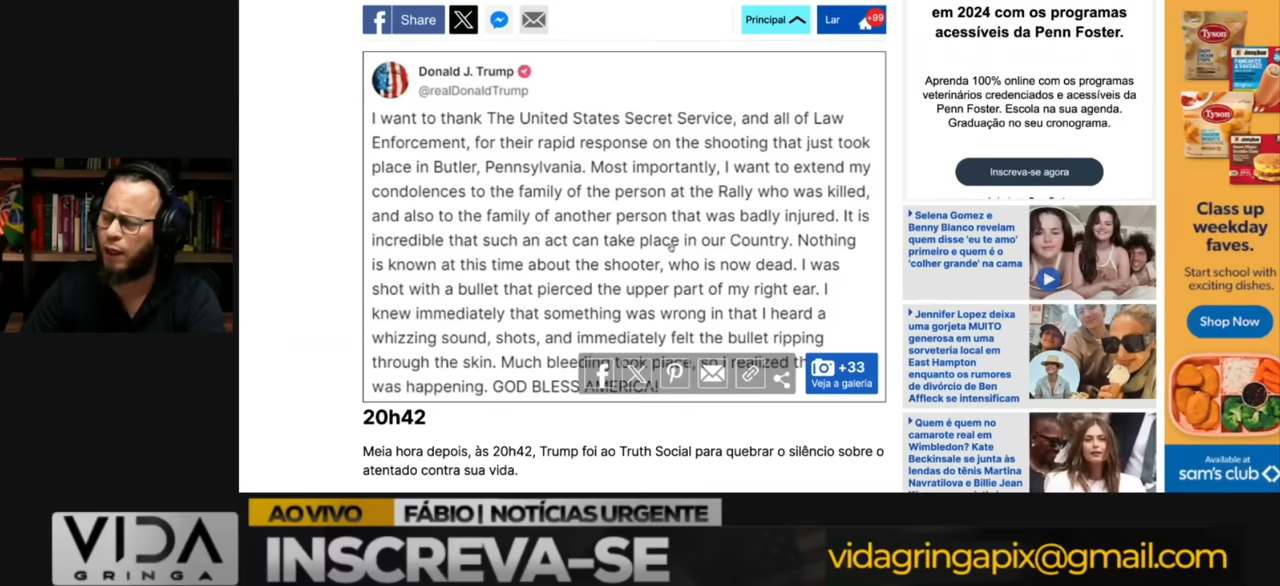 Share
Principal
Lar
+99
Donald J. Trump
@realDonaldTrump
I want to thank The United States Secret Service, and all of Law
Enforcement, for their rapid response on the shooting that just took
place in Butler, Pennsylvania. Most importantly, I want to extend my
condolences to the family of the person at the Rally who was killed,
and also to the family of another person that was badly injured. It is
incredible that such an act can take place in our Country. Nothing
is known at this time about the shooter, who is now dead. I was
shot with a bullet that pierced the upper part of my right ear. I
knew immediately that something was wrong in that I heard a
whizzing sound, shots, and immediately felt the bullet ripping
through the skin. Much bleeding took place, so I realized
was happening. GOD BLESS AMERICA!
+33
Veja a galeria
20h42
Meia hora depois, às 20h42, Trump foi ao Truth Social para quebrar o silêncio sobre o
atentado contra sua vida.
em 2024 com os programas
acessíveis da Penn Foster.
Aprenda 100% online com os programas
veterinários credenciados e acessíveis da
Penn Foster. Escola na sua agenda.
Graduação no seu cronograma.
Inscreva-se agora
Selena Gomez e
Benny Blanco revelam
quem disse 'eu te amo'
primeiro e quem é o
'colher grande' na cama
Jennifer Lopez deixa
uma gorjeta MUITO
generosa em uma
sorveteria local em
East Hampton
enquanto os rumores
de divórcio de Ben
Affleck se intensificam
Quem é quem no
camarote real em
Wimbledon? Kate
Beckinsale se junta às
lendas do tênis Martina
Navratilova e Billie Jean
Tyson
Tyson
Class up
weekday
faves.
Start school with
exciting dishes.
Shop Now
Available at
sam's club
AO VIVO
FÁBIO | NOTÍCIAS URGENTE
VIDA
GRINGA
INSCREVA-SE
vidagringapix@gmail.com